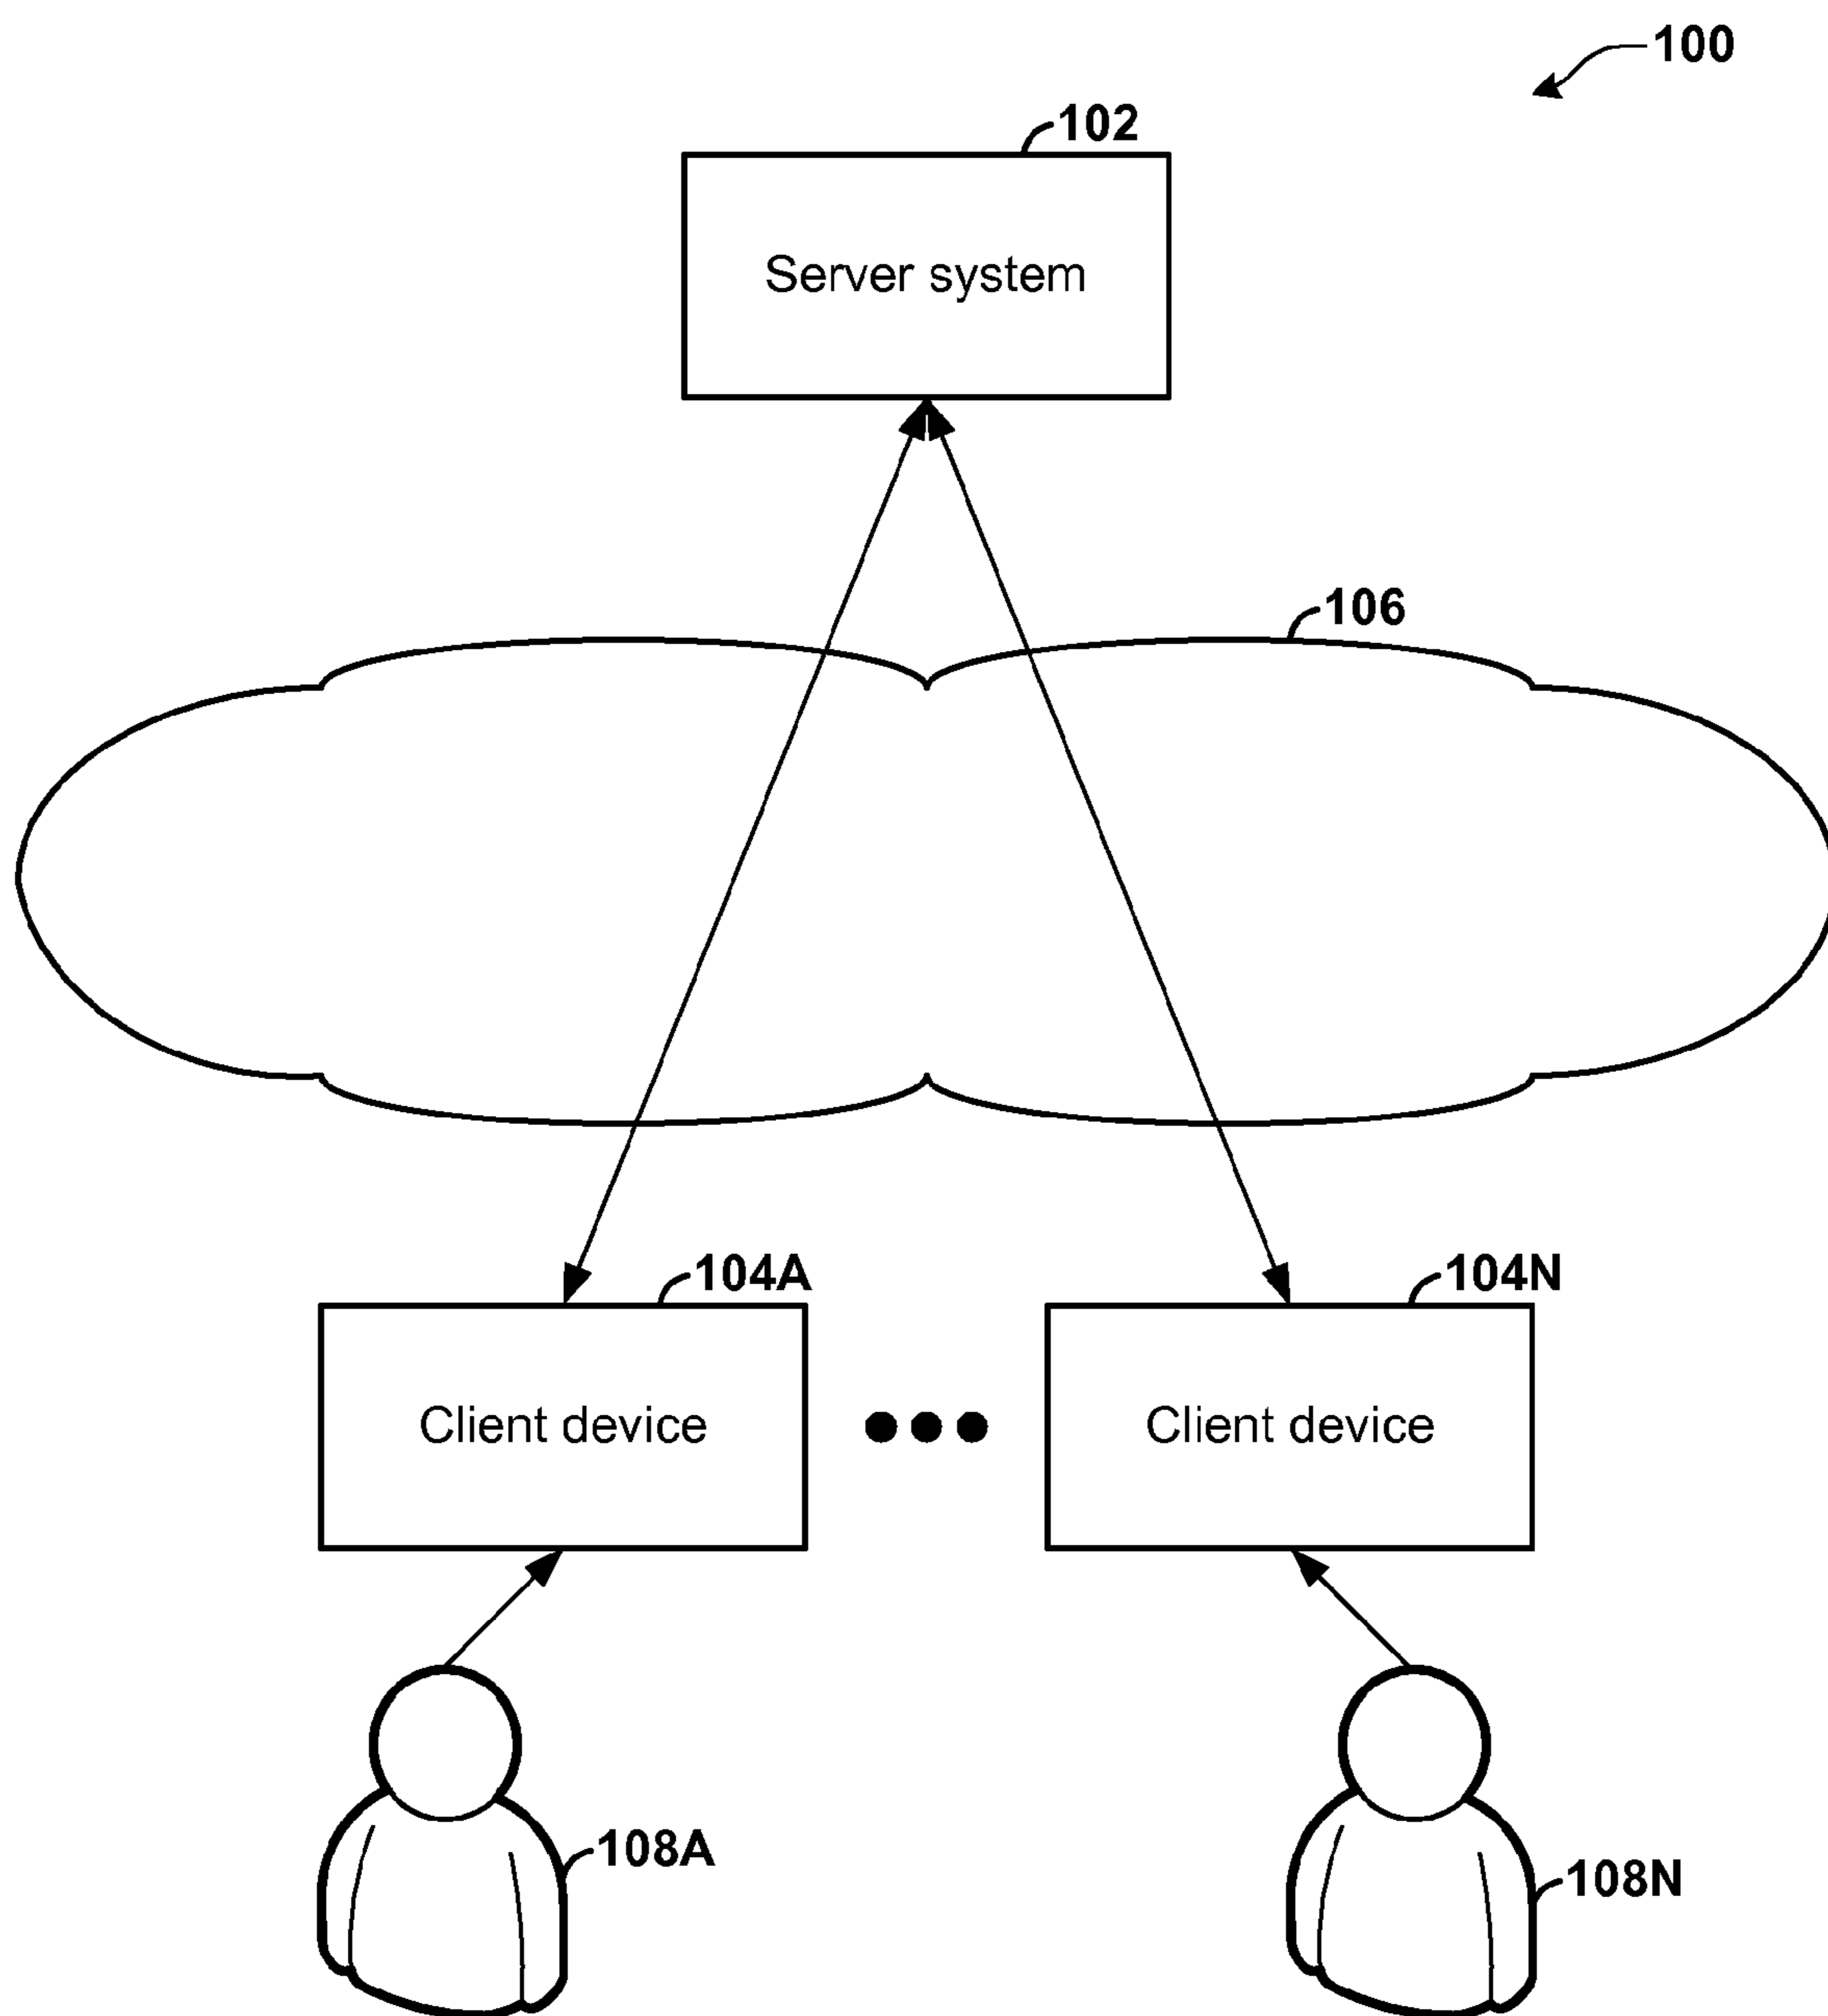 100
102
Server system
106
104A
104N
Client device
Client device
108A
108N